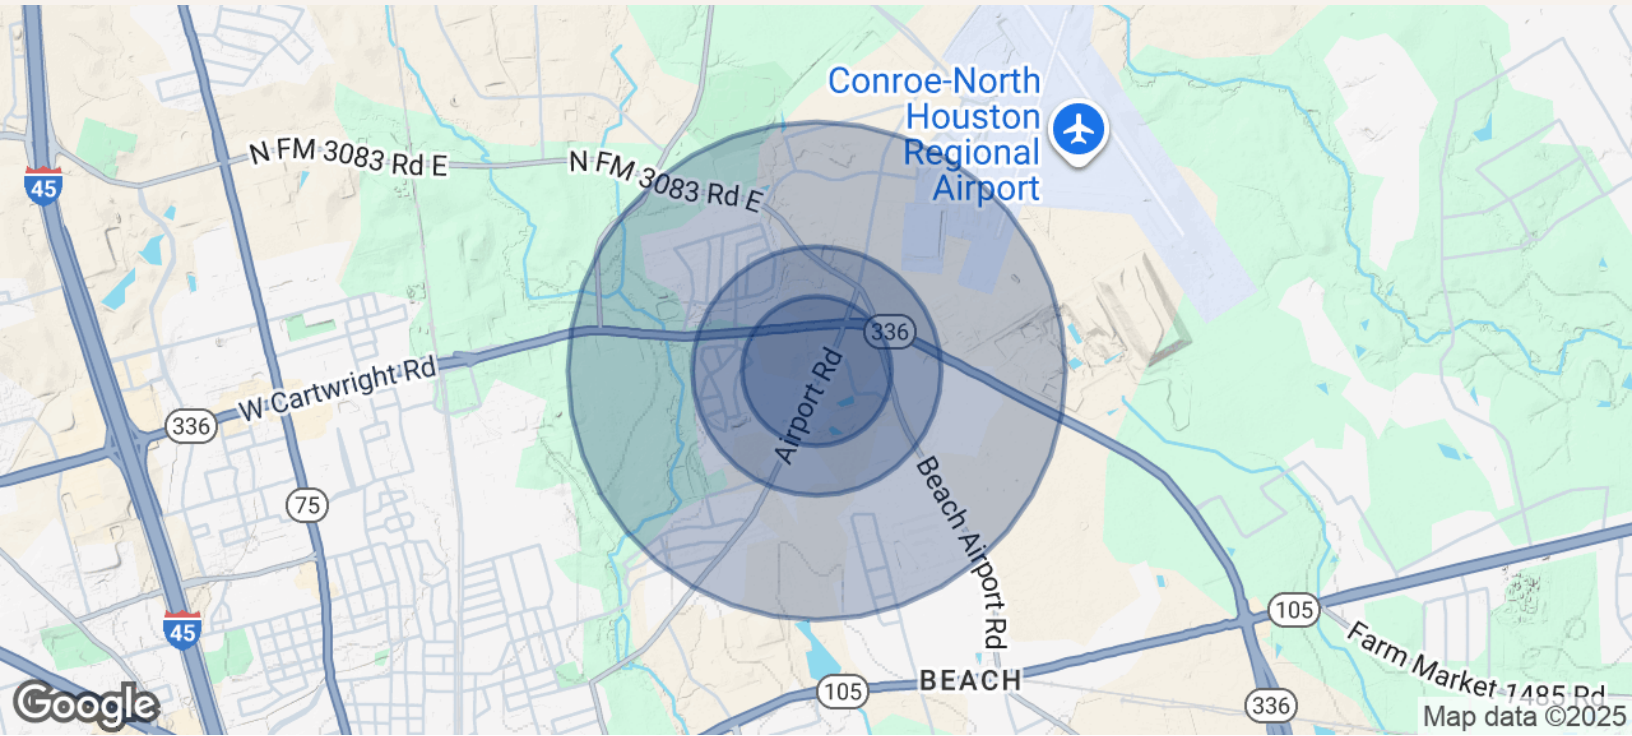 Conroe-North
Houston
Regional
Airport
N FM 3083 Rd E
N FM 3083 Rd E
45
336
336
W Cartwright Rd
Airport Rd
75
Beach Airport Rd
45
105
Farm Market 1485 Rd
BEACH
105
336
Google
Map data ©2025